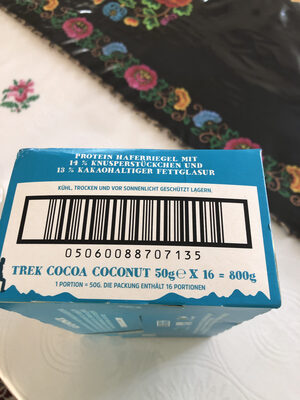 PROTEIN HAFERRIEGEL MIT
14 % KNUSPERSTÜCKCHEN UND
13 % KAKAOHALTIGER FETTGLASUR
KÜHL, TROCKEN UND VOR SONNENLICHT GESCHÜTZT LAGERN.
05060088707135
TREK COCOA COCONUT 50g℮ X 16 = 800g
1 PORTION = 50G. DIE PACKUNG ENTHÄLT 16 PORTIONEN